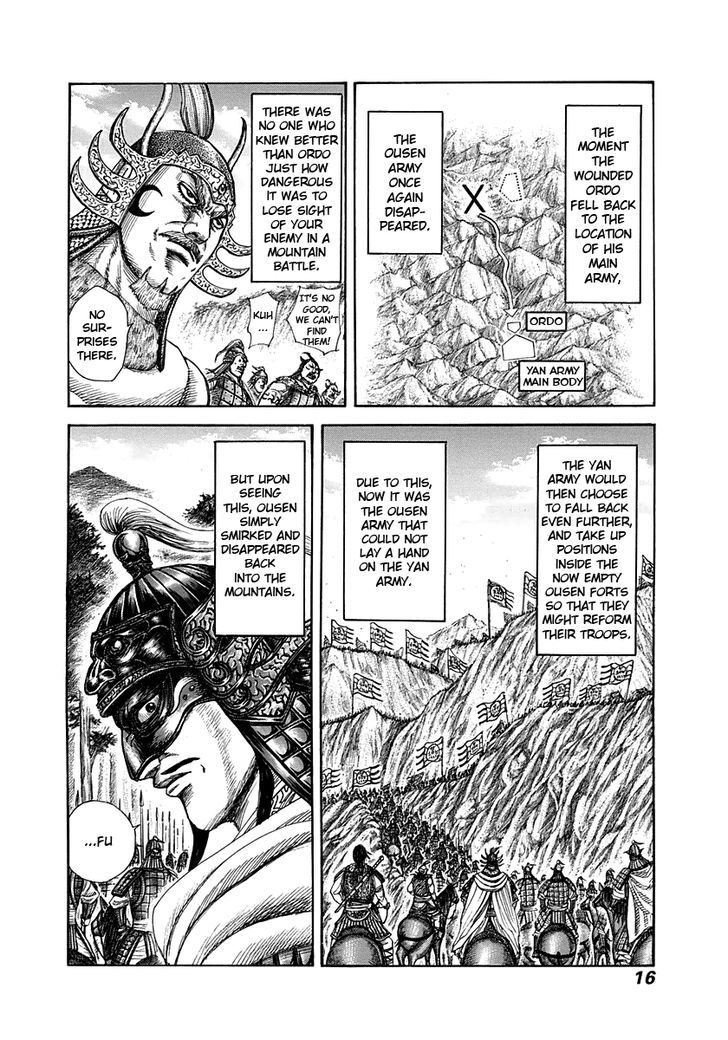 THE
MOMENT
THE
WOUNDED
ORDO
FELL BACK
TO THE
LOCATION
OF HIS
MAIN
ARMY,
THE
OUSEN
ARMY
ONCE
AGAIN
DISAP-
PEARED.
X
ORDO
YAN ARMY
MAIN BODY
THERE WAS
NO ONE WHO
KNEW BETTER
THAN ORDO
JUST HOW
DANGEROUS
IT WAS TO
LOSE SIGHT
OF YOUR
ENEMY IN A
MOUNTAIN
BATTLE.
IT'S NO
GOOD,
WE CAN'T
FIND
THEM!
KUH
...
NO
SUR-
PRISES
THERE.
THE YAN
ARMY WOULD
THEN CHOOSE
TO FALL BACK
EVEN FURTHER,
AND TAKE UP
POSITIONS
INSIDE THE
NOW EMPTY
OUSEN FORTS
SO THAT THEY
MIGHT REFORM
THEIR TROOPS.
DUE TO THIS,
NOW IT WAS
THE OUSEN
ARMY THAT
COULD NOT
LAY A HAND
ON THE YAN
ARMY.
BUT UPON
SEEING
THIS, OUSEN
SIMPLY
SMIRKED AND
DISAPPEARED
BACK
INTO THE
MOUNTAINS.
...FU
16